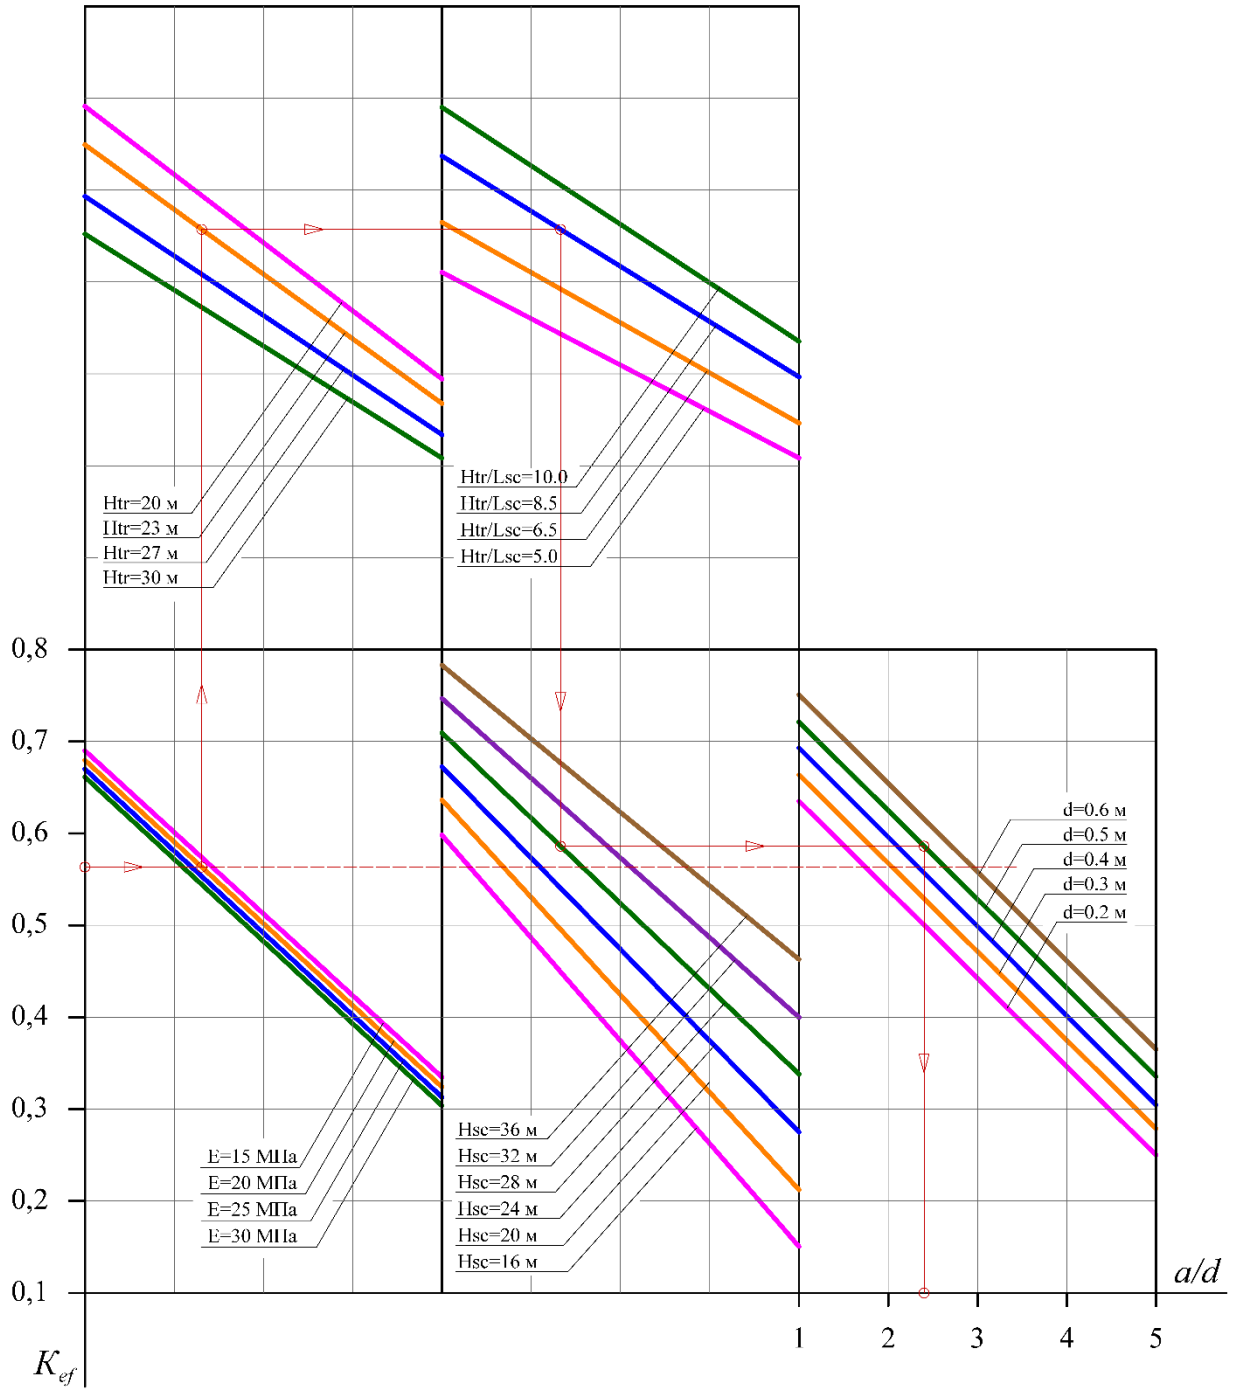 Htr=20 м
Htr=23 м
Htr=27 м
Htr=30 м
Htr/Lsc=10.0
Htr/Lsc=8.5
Htr/Lsc=6.5
Htr/Lsc=5.0
0,8
0,7
0,6
0,5
0,4
0,3
0,2
0,1
E=15 МПа
E=20 МПа
E=25 МПа
E=30 МПа
Hsc=36 м
Hsc=32 м
Hsc=28 м
Hsc=24 м
Hsc=20 м
Hsc=16 м
d=0.6 м
d=0.5 м
d=0.4 м
d=0.3 м
d=0.2 м
a/d
1 2 3 4 5
K ef